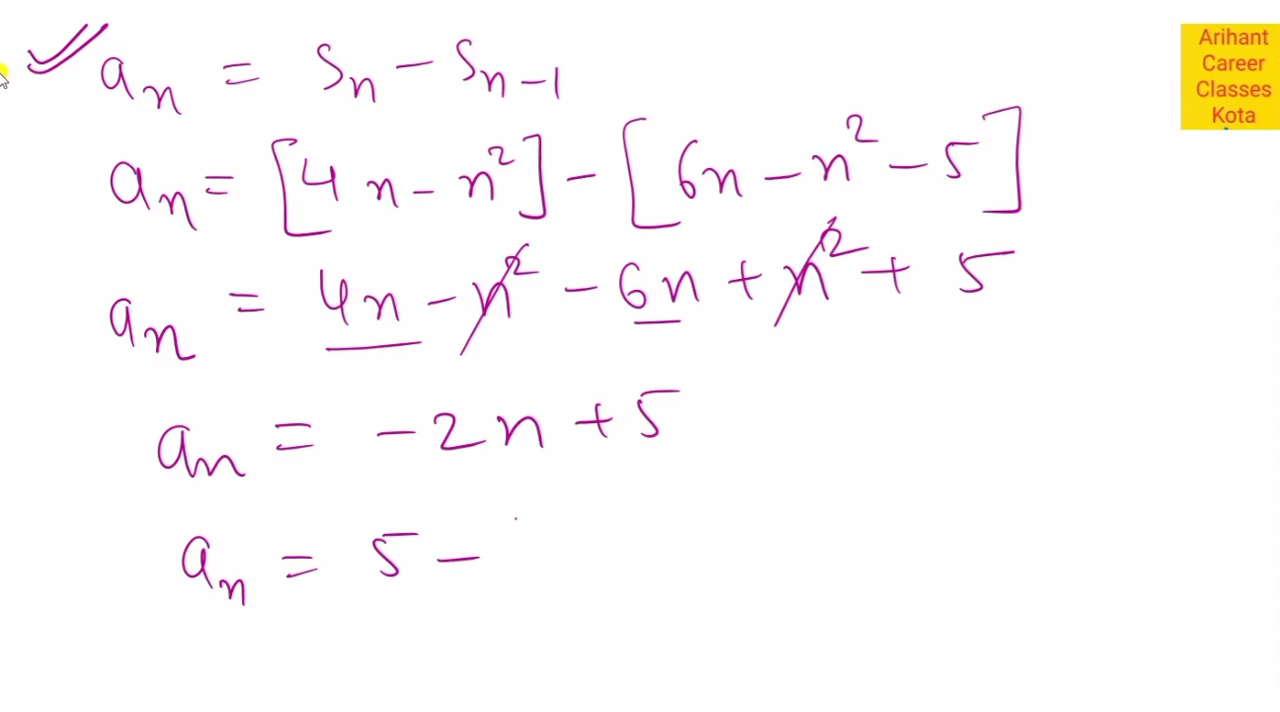 aₙ = Sₙ − Sₙ₋₁
aₙ = [4n − n²] − [6n − n² − 5]
aₙ = 4n − n² − 6n + n² + 5
aₙ = −2n + 5
aₙ = 5 −
Arihant
Career
Classes
Kota